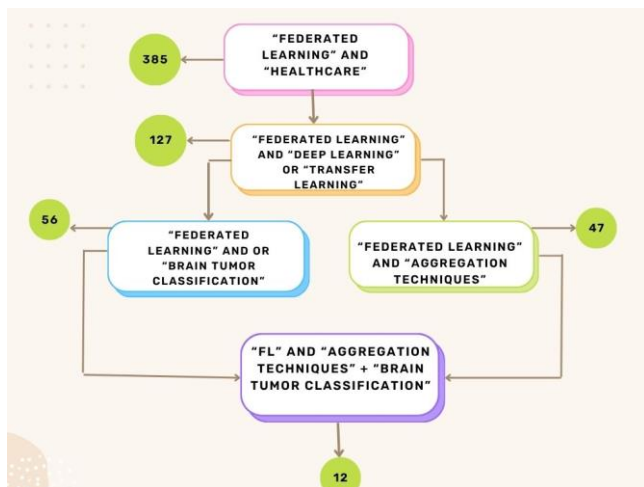 385
“FEDERATED
LEARNING” AND
“HEALTHCARE”
127
“FEDERATED LEARNING”
AND “DEEP LEARNING”
OR “TRANSFER
LEARNING”
56
“FEDERATED
LEARNING” AND OR
“BRAIN TUMOR
CLASSIFICATION”
“FEDERATED LEARNING”
AND “AGGREGATION
TECHNIQUES”
47
“FL” AND “AGGREGATION
TECHNIQUES” + “BRAIN
TUMOR CLASSIFICATION”
12